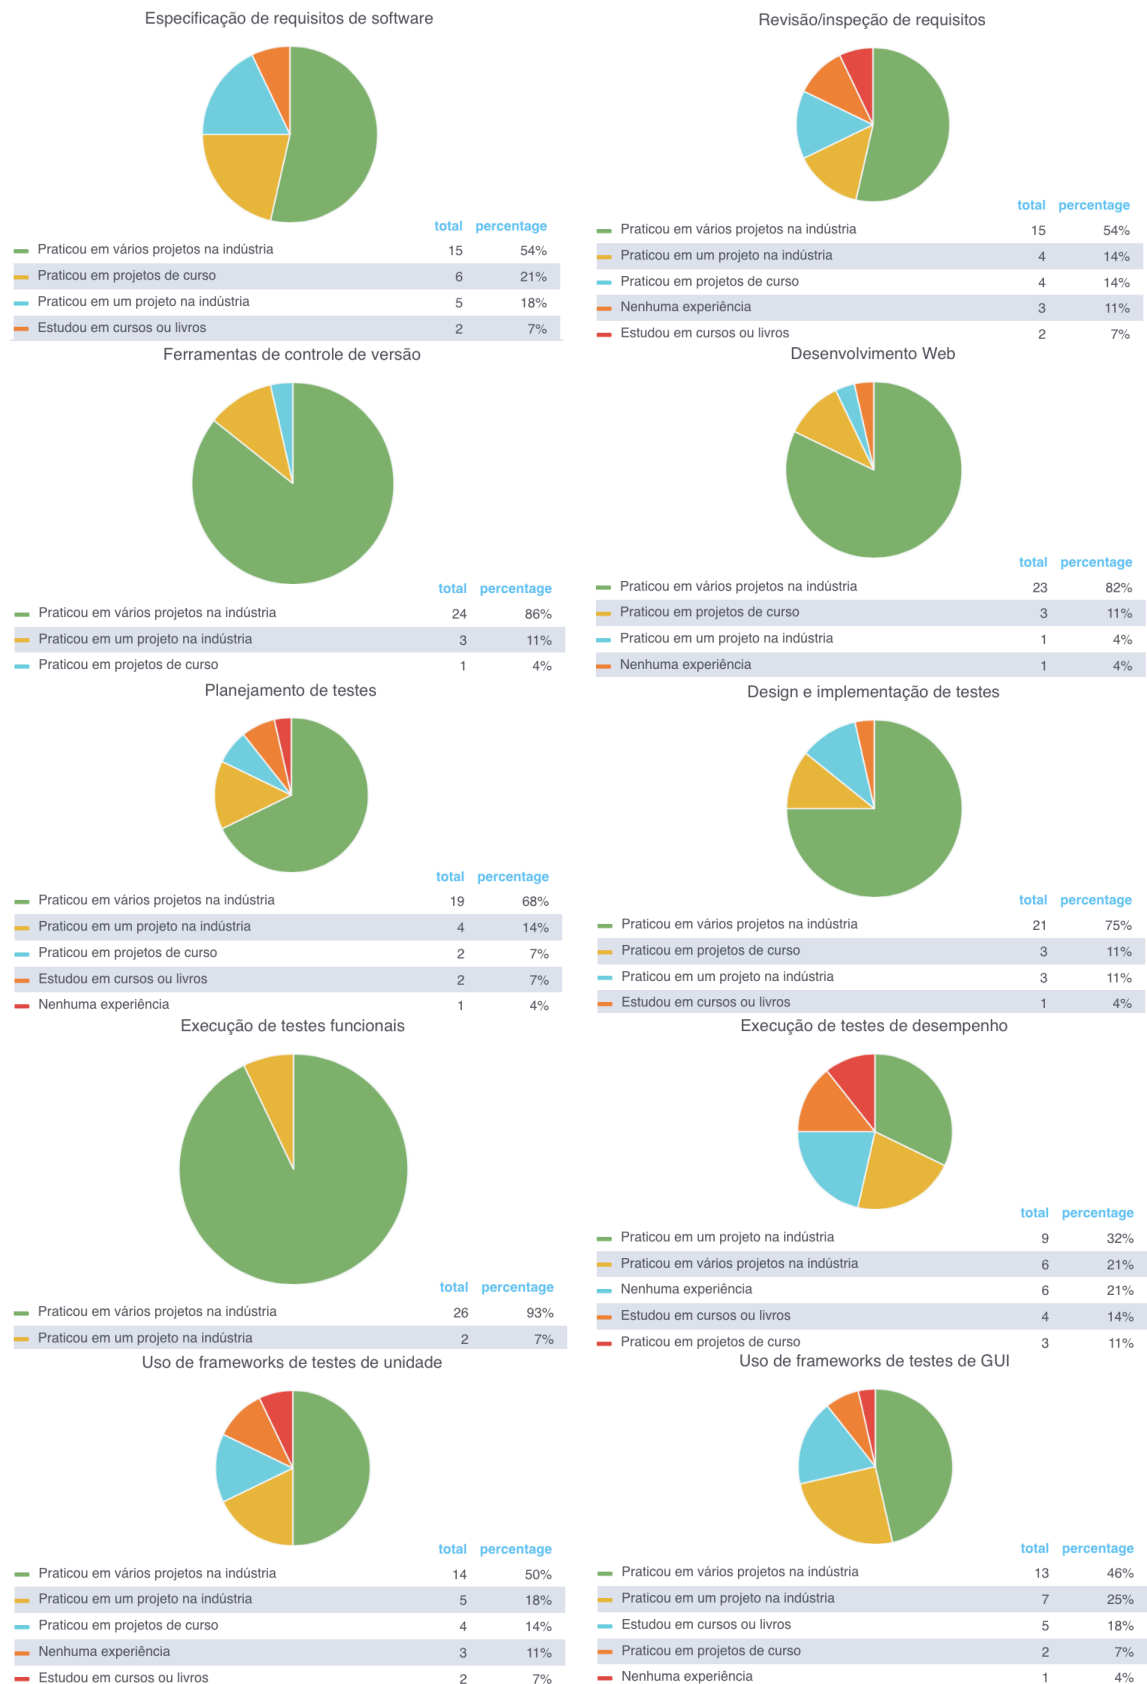 Especificação de requisitos de software
total percentage
Praticou em vários projetos na indústria 15 54%
Praticou em projetos de curso 6 21%
Praticou em um projeto na indústria 5 18%
Estudou em cursos ou livros 2 7%
Revisão/inspeção de requisitos
total percentage
Praticou em vários projetos na indústria 15 54%
Praticou em um projeto na indústria 4 14%
Praticou em projetos de curso 4 14%
Nenhuma experiência 3 11%
Estudou em cursos ou livros 2 7%
Ferramentas de controle de versão
total percentage
Praticou em vários projetos na indústria 24 86%
Praticou em um projeto na indústria 3 11%
Praticou em projetos de curso 1 4%
Desenvolvimento Web
total percentage
Praticou em vários projetos na indústria 23 82%
Praticou em projetos de curso 3 11%
Praticou em um projeto na indústria 1 4%
Nenhuma experiência 1 4%
Planejamento de testes
total percentage
Praticou em vários projetos na indústria 19 68%
Praticou em um projeto na indústria 4 14%
Praticou em projetos de curso 2 7%
Estudou em cursos ou livros 2 7%
Nenhuma experiência 1 4%
Design e implementação de testes
total percentage
Praticou em vários projetos na indústria 21 75%
Praticou em projetos de curso 3 11%
Praticou em um projeto na indústria 3 11%
Estudou em cursos ou livros 1 4%
Execução de testes funcionais
total percentage
Praticou em vários projetos na indústria 26 93%
Praticou em um projeto na indústria 2 7%
Execução de testes de desempenho
total percentage
Praticou em um projeto na indústria 9 32%
Praticou em vários projetos na indústria 6 21%
Nenhuma experiência 6 21%
Estudou em cursos ou livros 4 14%
Praticou em projetos de curso 3 11%
Uso de frameworks de testes de unidade
total percentage
Praticou em vários projetos na indústria 14 50%
Praticou em um projeto na indústria 5 18%
Praticou em projetos de curso 4 14%
Nenhuma experiência 3 11%
Estudou em cursos ou livros 2 7%
Uso de frameworks de testes de GUI
total percentage
Praticou em vários projetos na indústria 13 46%
Praticou em um projeto na indústria 7 25%
Estudou em cursos ou livros 5 18%
Praticou em projetos de curso 2 7%
Nenhuma experiência 1 4%